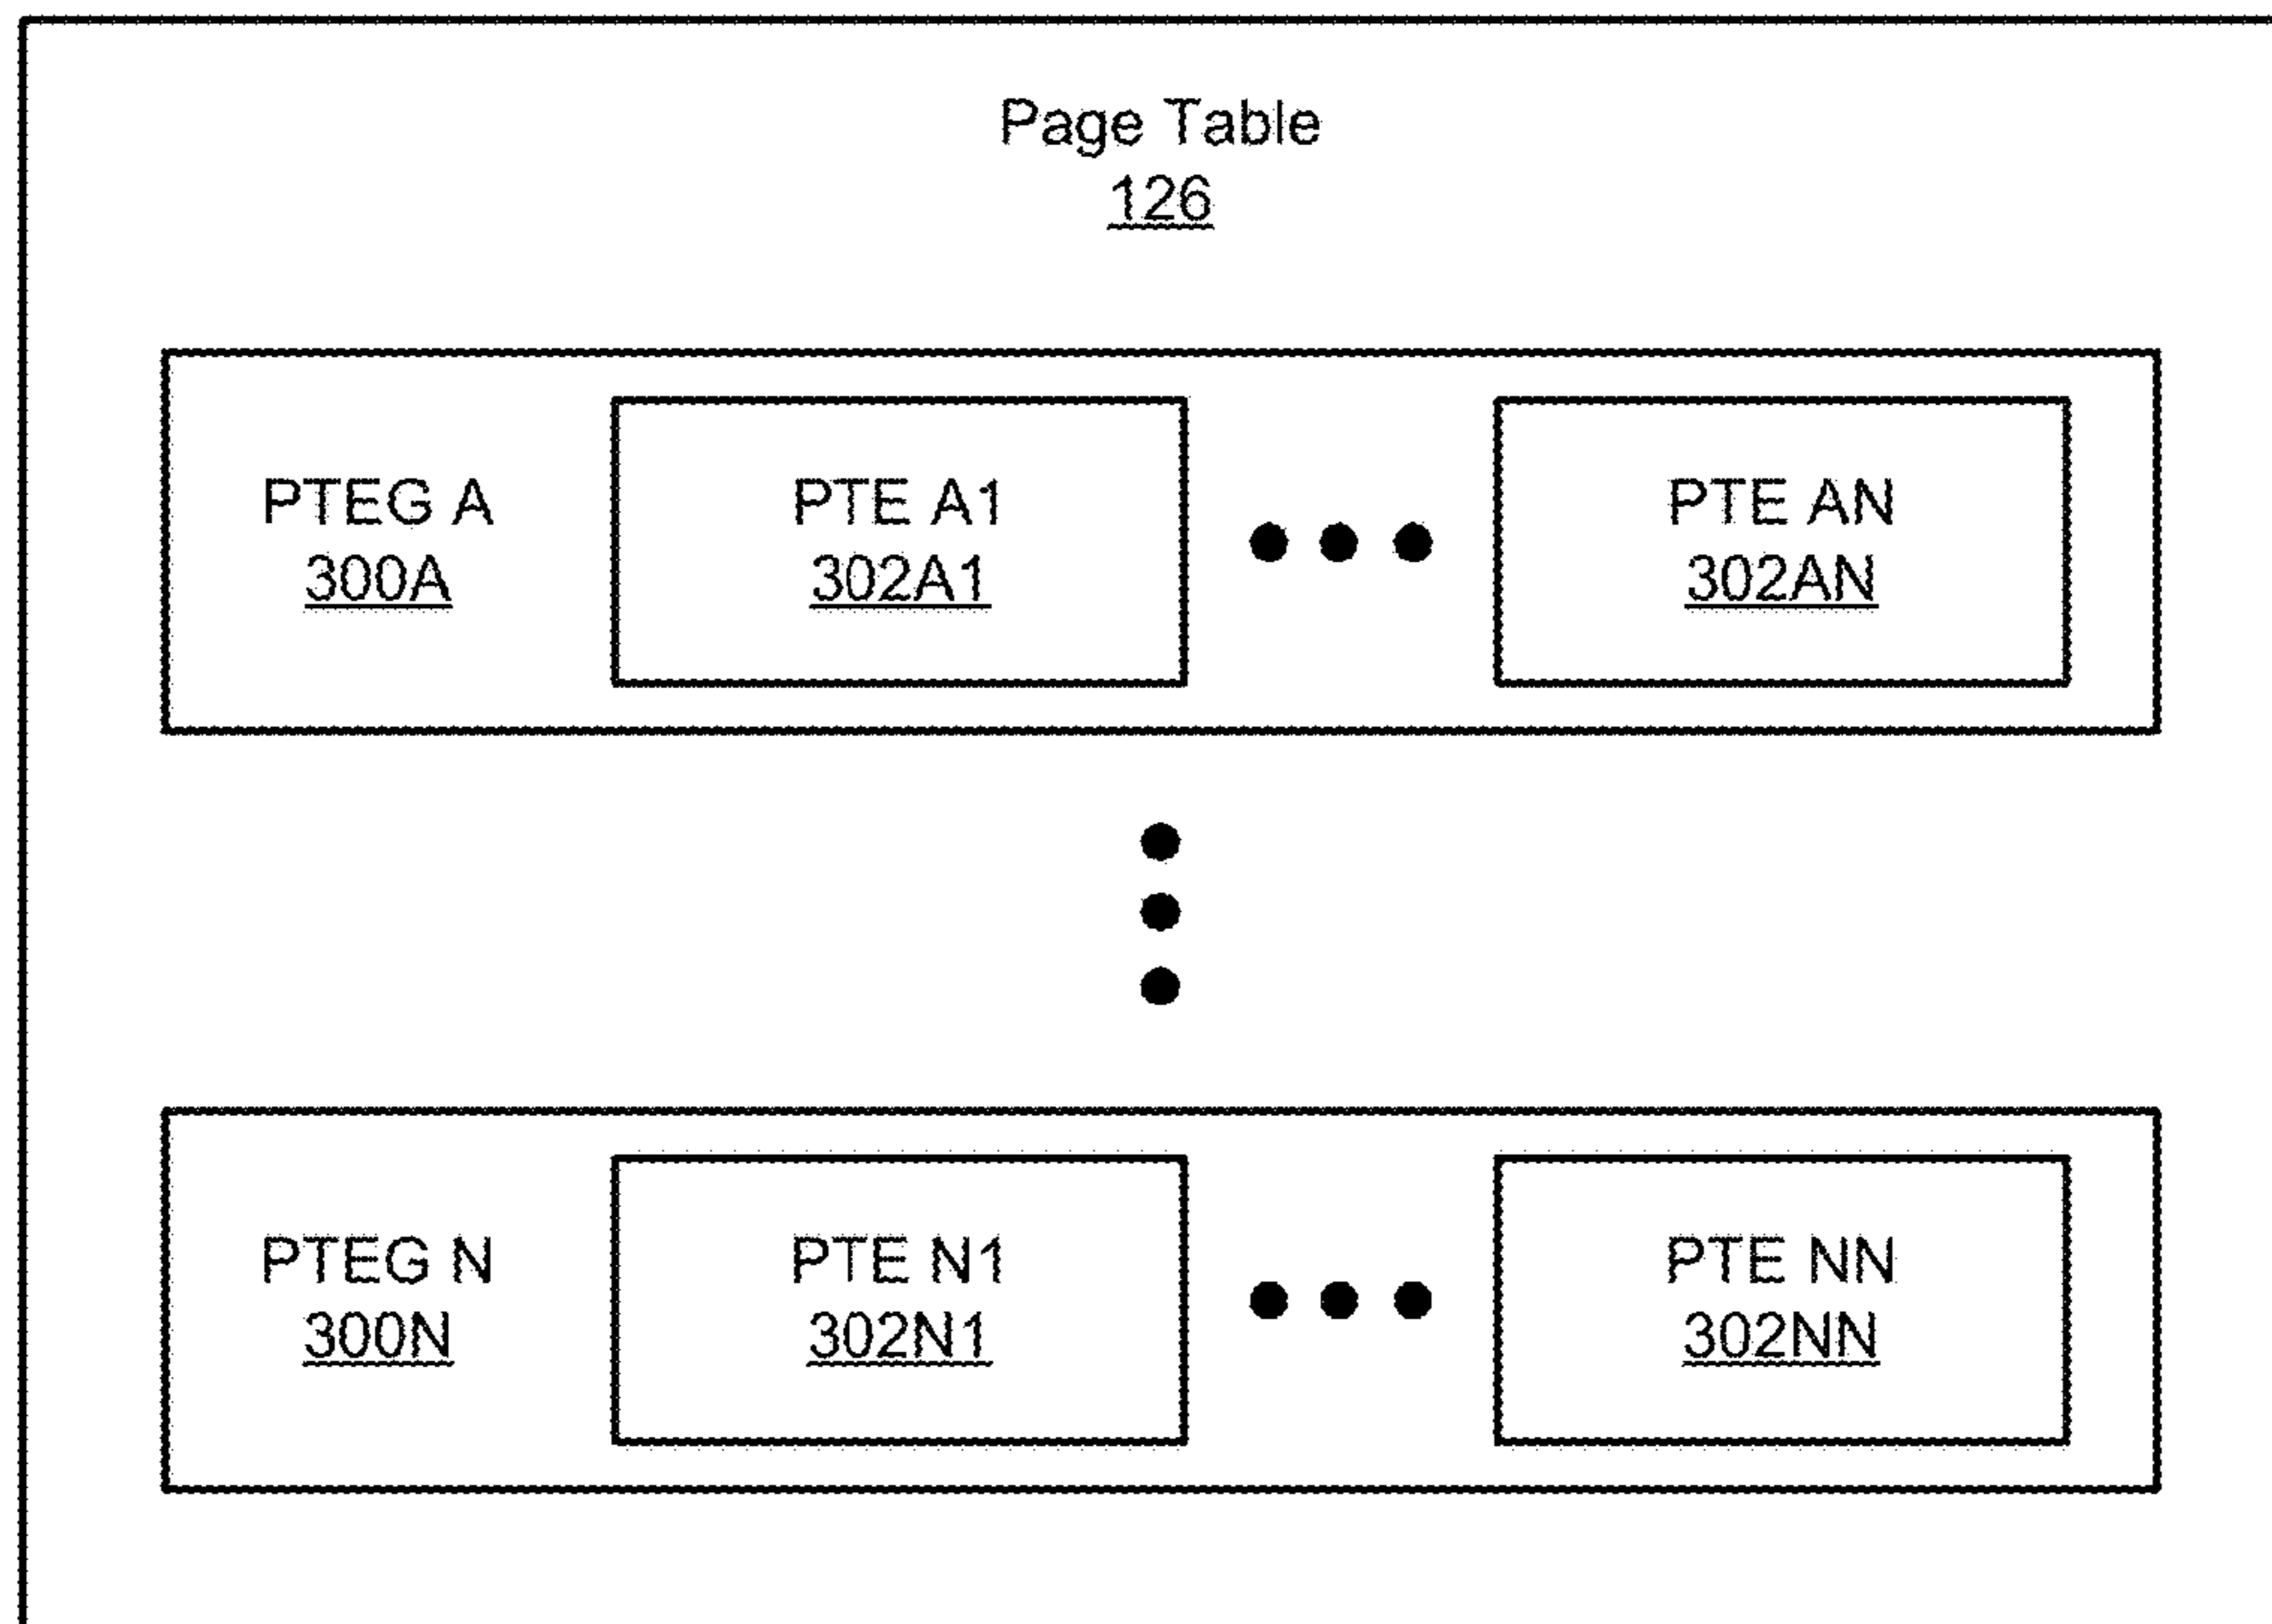 Page Table
126
PTEG A
300A
PTE A1
302A1
PTE AN
302AN
PTEG N
300N
PTE N1
302N1
PTE NN
302NN